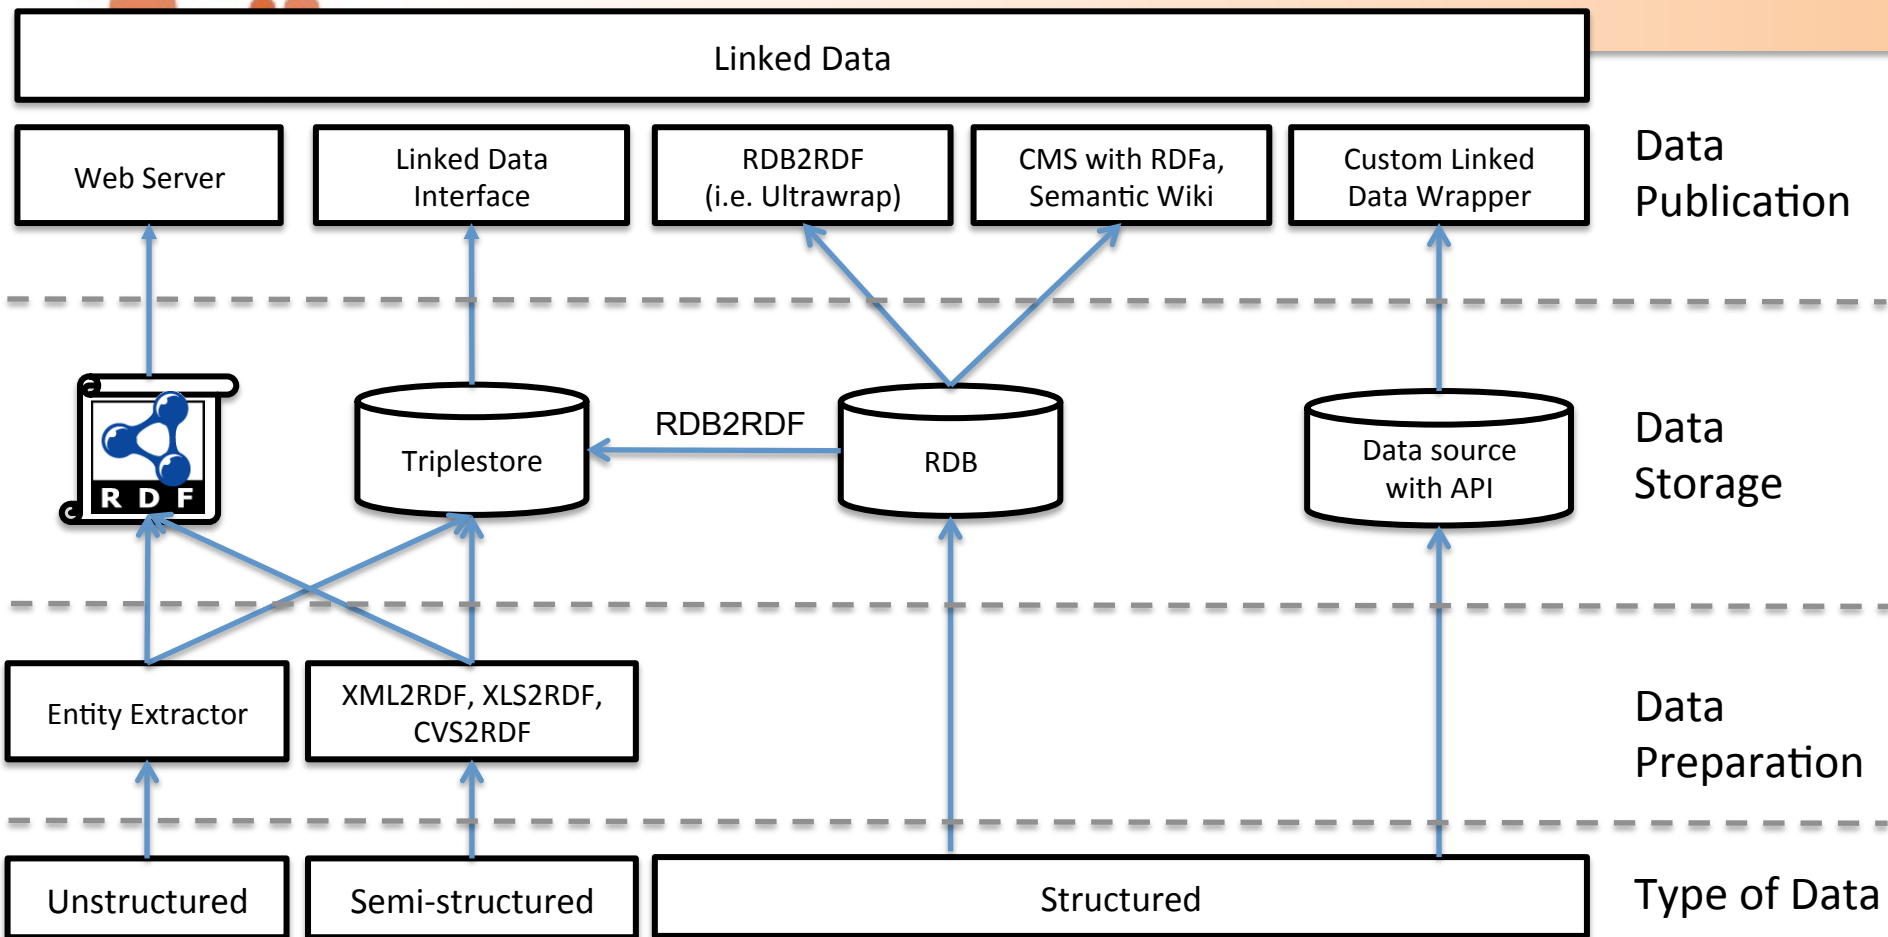 Linked Data
Web Server
Linked Data
Interface
RDB2RDF
(i.e. Ultrawrap)
CMS with RDFa,
Semantic Wiki
Custom Linked
Data Wrapper
Data
Publication
RDF
Triplestore
RDB2RDF
RDB
Data source
with API
Data
Storage
Entity Extractor
XML2RDF, XLS2RDF,
CVS2RDF
Data
Preparation
Unstructured
Semi-structured
Structured
Type of Data